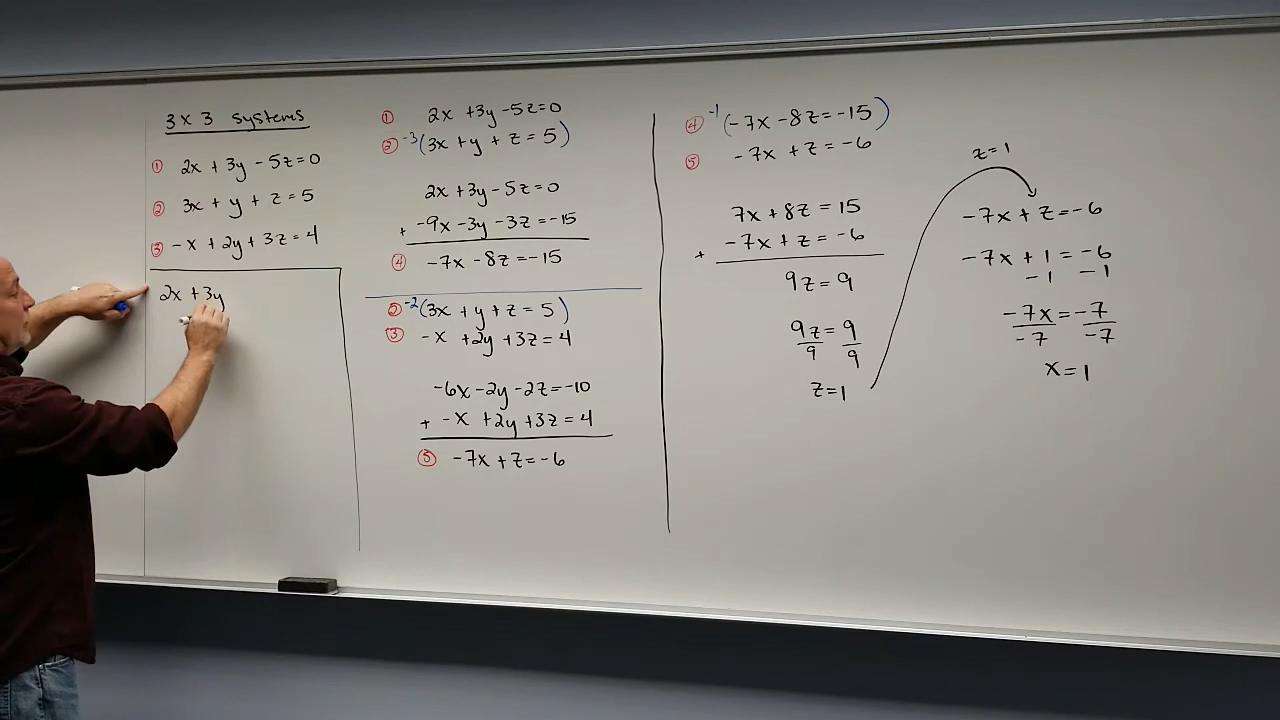 3x3 systems
① 2x + 3y - 5z = 0
② 3x + y + z = 5
③ -x + 2y + 3z = 4
2x + 3y
① 2x + 3y - 5z = 0
② -3(3x + y + z = 5)
2x + 3y - 5z = 0
+ -9x - 3y - 3z = -15
④ -7x - 8z = -15
② -2(3x + y + z = 5)
③ -x + 2y + 3z = 4
-6x - 2y - 2z = -10
+ -x + 2y + 3z = 4
⑤ -7x + z = -6
④ -1(-7x - 8z = -15)
⑤ -7x + z = -6
7x + 8z = 15
+ -7x + z = -6
9z = 9
9z = 9
9 9
z = 1
z = 1
-7x + z = -6
-7x + 1 = -6
-1 -1
-7x = -7
-7 -7
x = 1